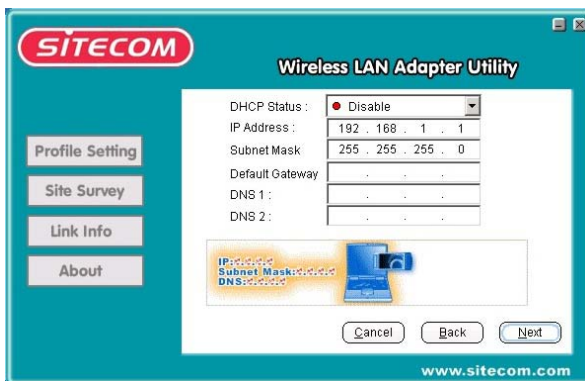 SITECOM
Wireless LAN Adapter Utility
DHCP Status : Disable
IP Address : 192 . 168 . 1 . 1
Subnet Mask 255 . 255 . 255 . 0
Default Gateway . . .
DNS 1 : . . .
DNS 2 : . . .
Profile Setting
Site Survey
Link Info
About
IP:
Subnet Mask:
DNS:
Cancel
Back
Next
www.sitecom.com